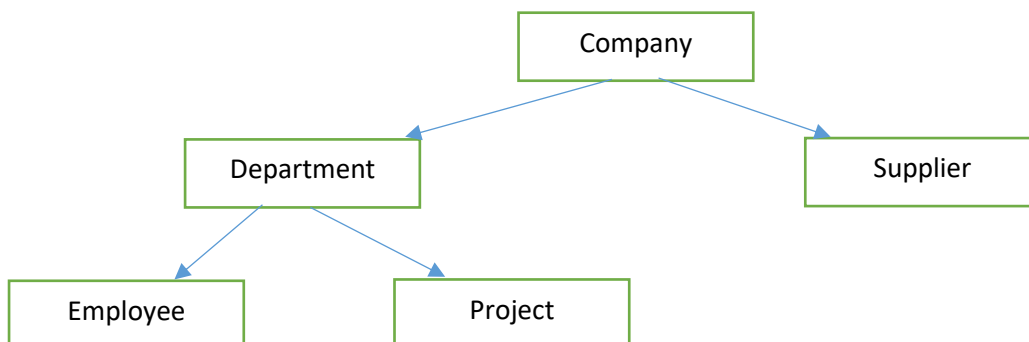 Company
Department
Supplier
Employee
Project